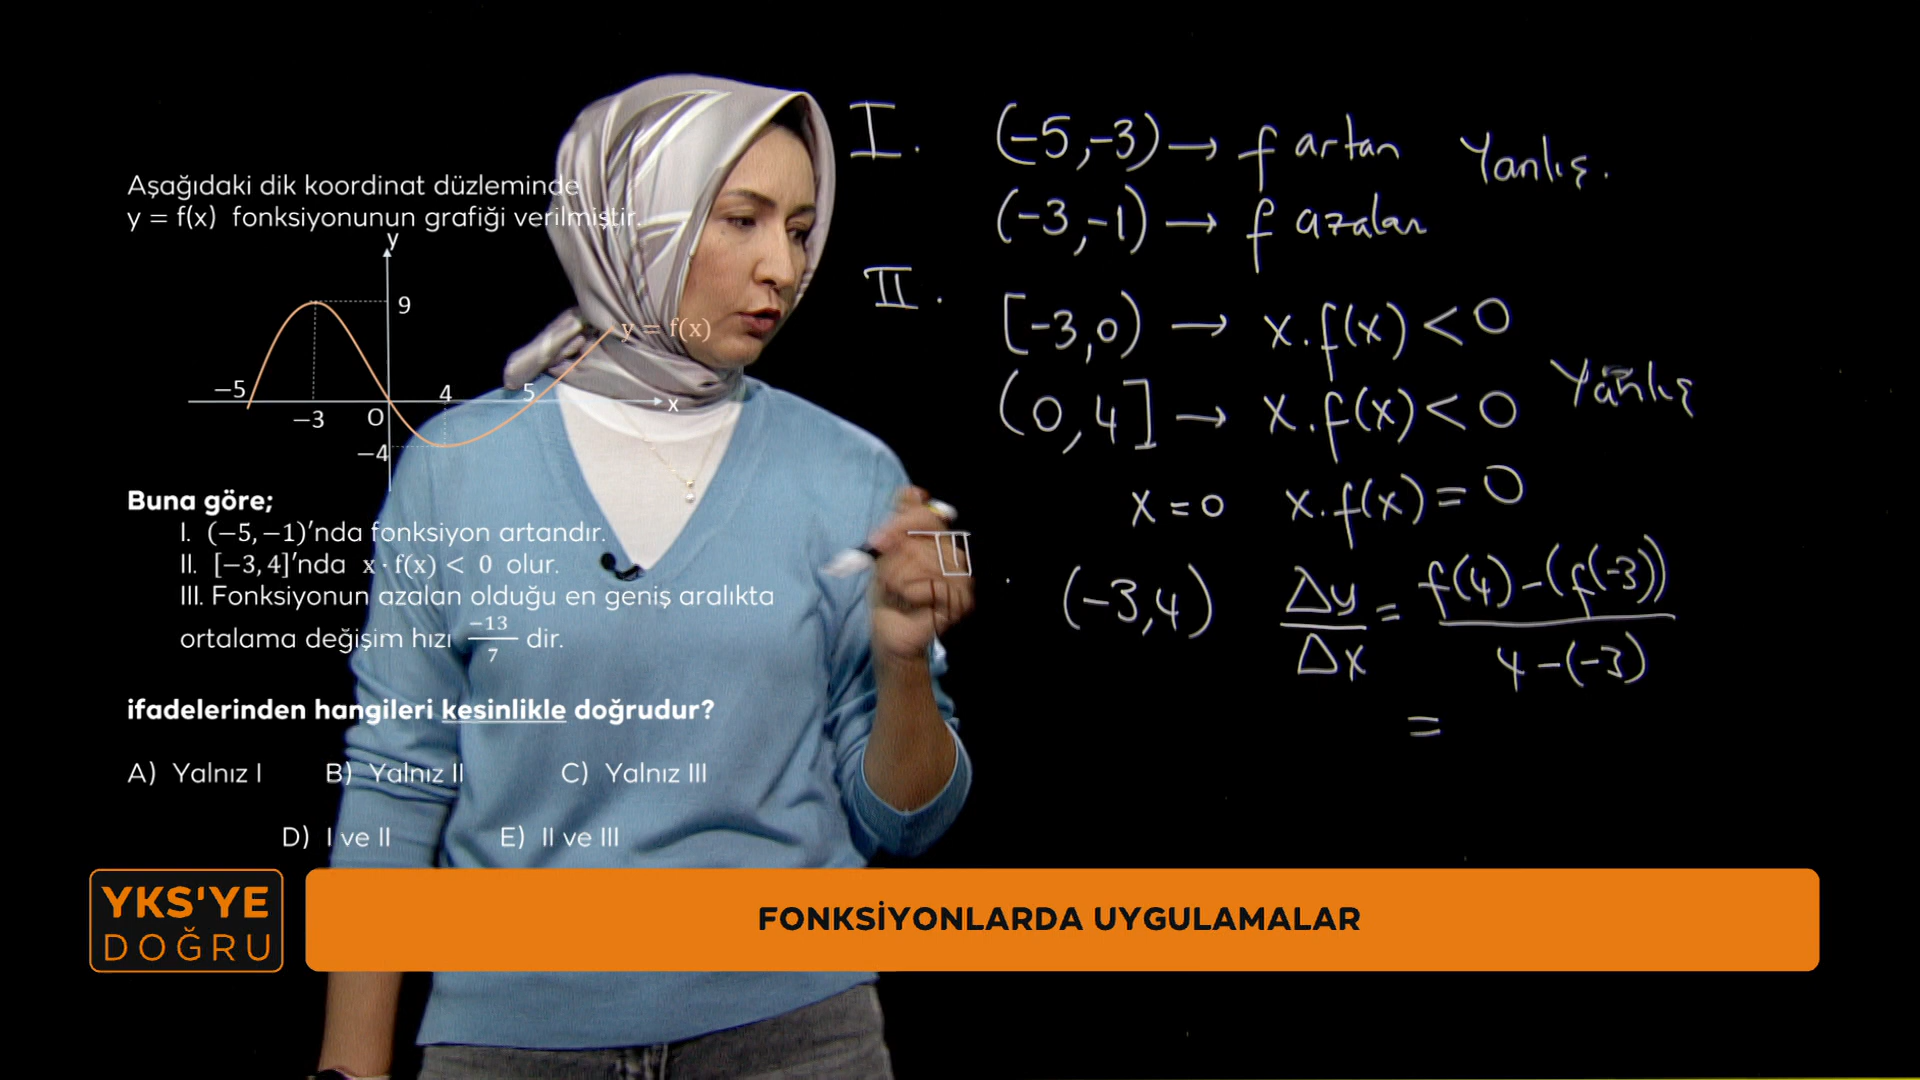 Aşağıdaki dik koordinat düzleminde
y = f(x) fonksiyonunun grafiği verilmiştir.
y
9
y = f(x)
−5
4
5
x
−3
O
−4
Buna göre;
I. (−5, −1)'nda fonksiyon artandır.
II. [−3, 4]'nda x · f(x) < 0 olur.
III. Fonksiyonun azalan olduğu en geniş aralıkta
ortalama değişim hızı −13/7 dir.
ifadelerinden hangileri kesinlikle doğrudur?
A) Yalnız I B) Yalnız II C) Yalnız III
D) I ve II E) II ve III
I. (−5,−3) → f artan Yanlış.
(−3,−1) → f azalan
II. [−3,0) → x.f(x) < 0
(0,4] → x.f(x) < 0 Yanlış
x = 0 x.f(x) = 0
III. (−3,4) Δy/Δx = f(4)−(f(−3))/4−(−3)
=
YKS'YE
DOĞRU
FONKSİYONLARDA UYGULAMALAR